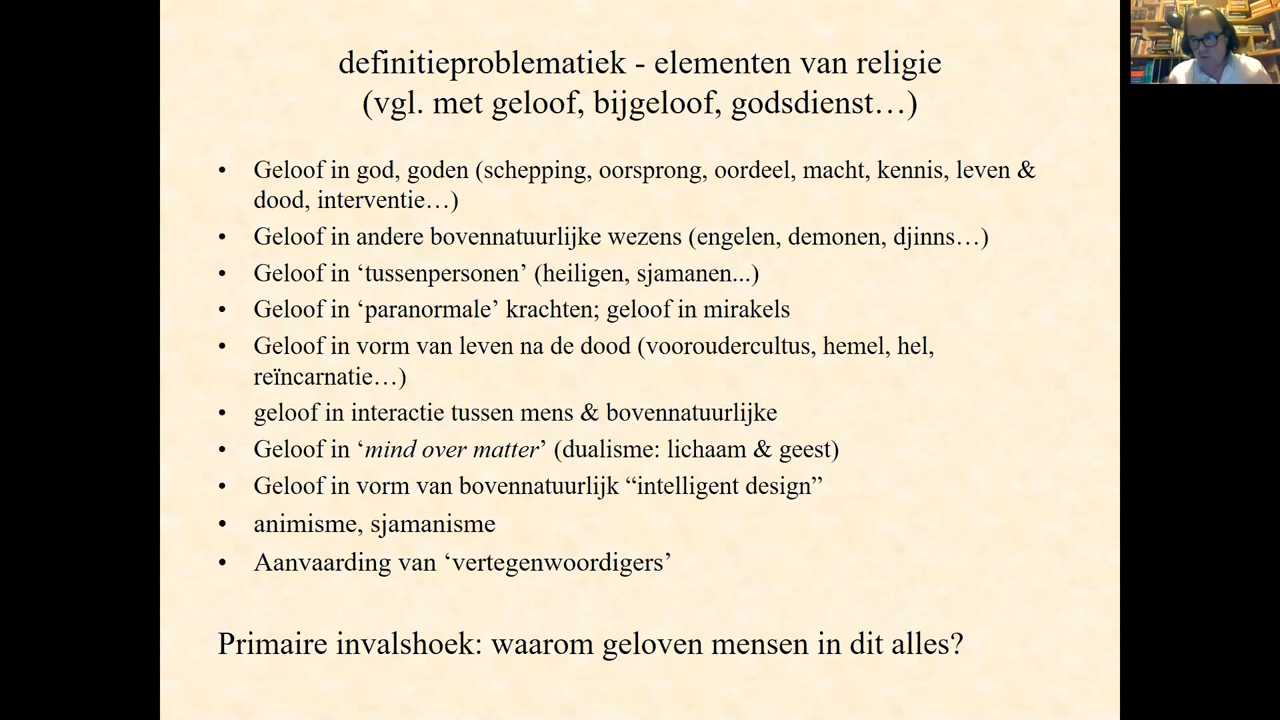 definitieproblematiek - elementen van religie
(vgl. met geloof, bijgeloof, godsdienst…)
• Geloof in god, goden (schepping, oorsprong, oordeel, macht, kennis, leven &
dood, interventie…)
• Geloof in andere bovennatuurlijke wezens (engelen, demonen, djinns…)
• Geloof in ‘tussenpersonen’ (heiligen, sjamanen...)
• Geloof in ‘paranormale’ krachten; geloof in mirakels
• Geloof in vorm van leven na de dood (vooroudercultus, hemel, hel,
reïncarnatie…)
• geloof in interactie tussen mens & bovennatuurlijke
• Geloof in ‘mind over matter’ (dualisme: lichaam & geest)
• Geloof in vorm van bovennatuurlijk “intelligent design”
• animisme, sjamanisme
• Aanvaarding van ‘vertegenwoordigers’
Primaire invalshoek: waarom geloven mensen in dit alles?